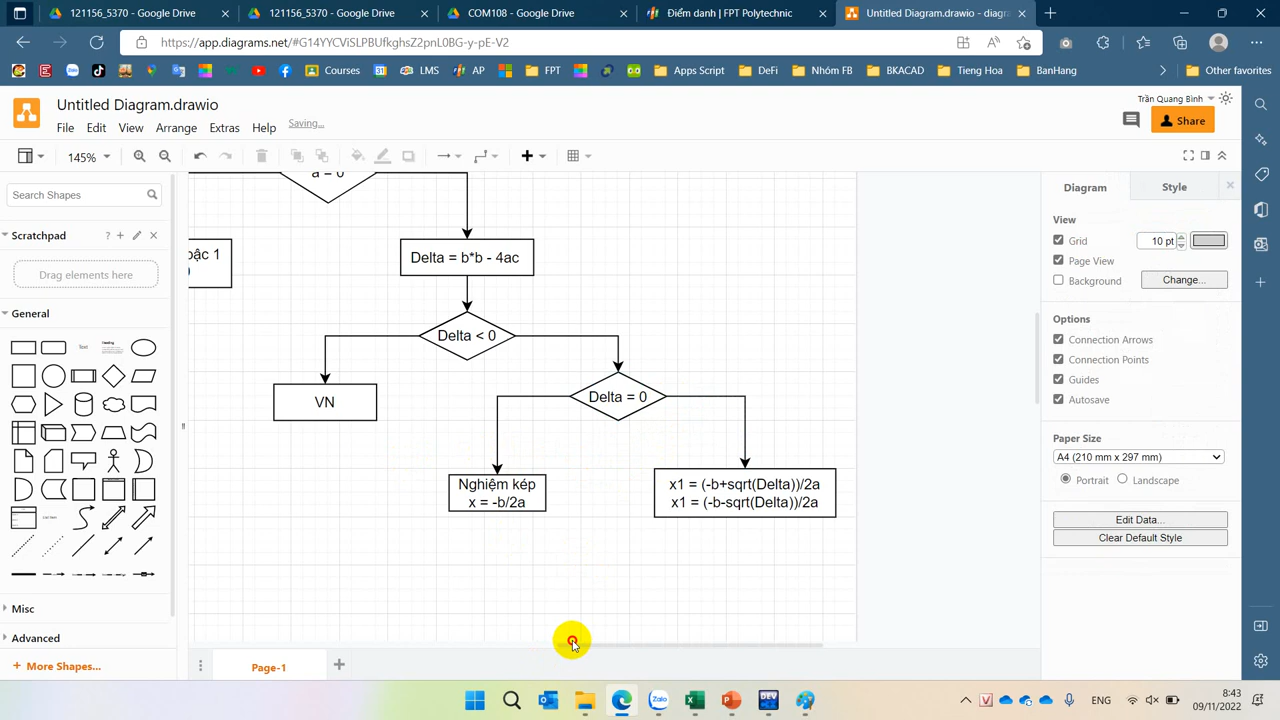 121156_5370 - Google Drive
121156_5370 - Google Drive
COM108 - Google Drive
Điểm danh | FPT Polytechnic
Untitled Diagram.drawio - diagra
https://app.diagrams.net/#G14YYCViSLPBUfkghsZ2pnL0BG-y-pE-V2
Courses
LMS
AP
FPT
Apps Script
DeFi
Nhóm FB
BKACAD
Tieng Hoa
BanHang
Other favorites
Untitled Diagram.drawio
File Edit View Arrange Extras Help Saving...
Trần Quang Bình
Share
145%
Search Shapes
Scratchpad
Drag elements here
General
Misc
Advanced
+ More Shapes...
a = 0
bậc 1
Delta = b*b - 4ac
Delta < 0
VN
Delta = 0
Nghiệm kép
x = -b/2a
x1 = (-b+sqrt(Delta))/2a
x1 = (-b-sqrt(Delta))/2a
Page-1
Diagram
Style
View
Grid
10 pt
Page View
Background
Change...
Options
Connection Arrows
Connection Points
Guides
Autosave
Paper Size
A4 (210 mm x 297 mm)
Portrait
Landscape
Edit Data...
Clear Default Style
Zalo
DEV
ENG
8:43
09/11/2022